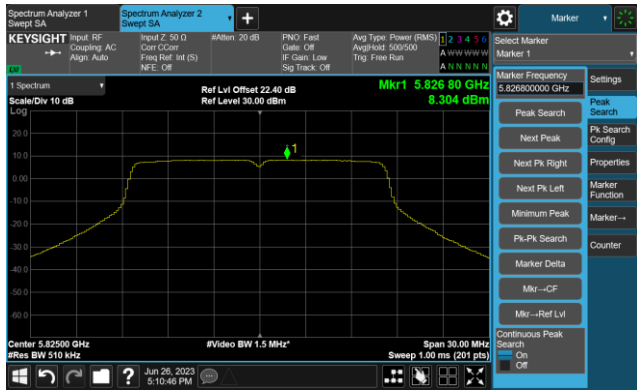 Spectrum Analyzer 1
Swept SA
Spectrum Analyzer 2
Swept SA
Marker
KEYSIGHT
Input: RF
Coupling: AC
Align: Auto
Input Z: 50 Ω
Corr CCorr
Freq Ref: Int (S)
NFE: Off
#Atten: 20 dB
PNO: Fast
Gate: Off
IF Gain: Low
Sig Track: Off
Avg Type: Power (RMS)
Avg|Hold: 500/500
Trig: Free Run
1 2 3 4 5 6
A W W W W W
A N N N N N
Select Marker
Marker 1
1 Spectrum
Scale/Div 10 dB
Log
Ref Lvl Offset 22.40 dB
Ref Level 30.00 dBm
Mkr1 5.826 80 GHz
8.304 dBm
1
20.0
10.0
0.00
-10.0
-20.0
-30.0
-40.0
-50.0
-60.0
Center 5.82500 GHz
#Res BW 510 kHz
#Video BW 1.5 MHz*
Span 30.00 MHz
Sweep 1.00 ms (201 pts)
Marker Frequency
5.826800000 GHz
Peak Search
Next Peak
Next Pk Right
Next Pk Left
Minimum Peak
Pk-Pk Search
Marker Delta
Mkr→CF
Mkr→Ref Lvl
Continuous Peak
Search
On
Off
Settings
Peak
Search
Pk Search
Config
Properties
Marker
Function
Marker→
Counter
?
Jun 26, 2023
5:10:46 PM